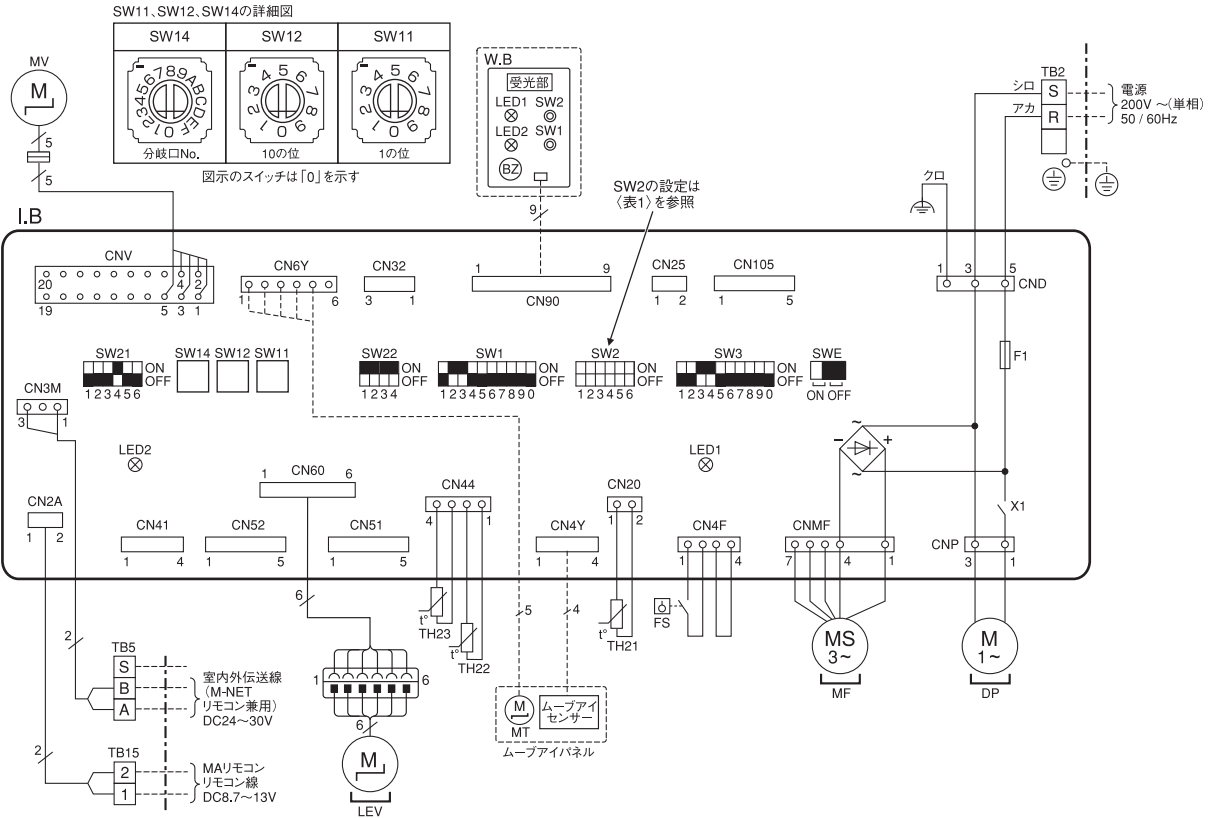 SW11、SW12、SW14の詳細図
SW14
SW12
SW11
0123456789ABCDEF
0123456789
0123456789
分岐口No.
10の位
1の位
図示のスイッチは「0」を示す
MV
M
5
5
W.B
受光部
LED1 SW2
LED2 SW1
BZ
9
SW2の設定は
〈表1〉を参照
TB2
シロ
S
アカ
R
電源
200V ~(単相)
50 / 60Hz
クロ
I.B
CNV
20
4
2
19
5
3
1
CN6Y
1
6
CN32
3
1
1
9
CN90
CN25
1
2
CN105
1
5
1
3
5
CND
F1
SW21
ON
OFF
123456
SW14
SW12
SW11
SW22
ON
OFF
1234
SW1
ON
OFF
1234567890
SW2
ON
OFF
123456
SW3
ON
OFF
1234567890
SWE
ON OFF
CN3M
3
1
LED2
LED1
~
-
+
~
X1
CN2A
1
2
CN41
1
4
CN52
1
5
CN60
1
6
CN51
1
5
CN44
4
1
CN4Y
1
4
CN20
1
2
CN4F
1
4
CNMF
7
4
1
CNP
3
1
6
t°
TH23
t°
TH22
5
4
t°
TH21
FS
MS
3~
MF
M
1~
DP
2
TB5
S
B
A
室内外伝送線
(M-NET
リモコン兼用)
DC24～30V
2
TB15
2
1
MAリモコン
リモコン線
DC8.7～13V
1
6
6
M
LEV
M
MT
ムーブアイ
センサー
ムーブアイパネル